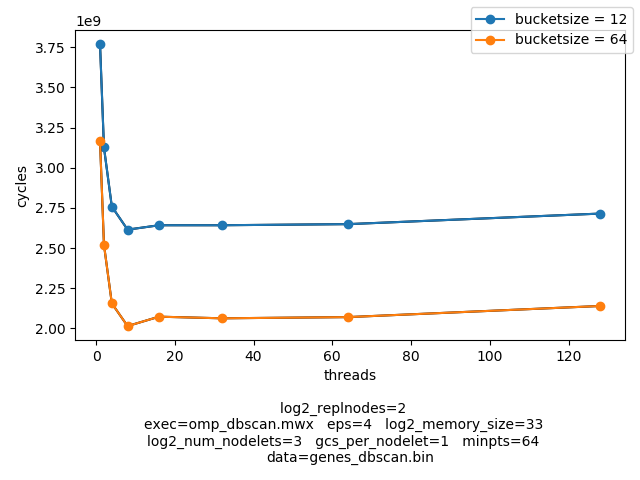 1e9
bucketsize = 12
bucketsize = 64
3.75
3.50
3.25
3.00
2.75
2.50
2.25
2.00
cycles
0 20 40 60 80 100 120
threads
log2_replnodes=2
exec=omp_dbscan.mwx eps=4 log2_memory_size=33
log2_num_nodelets=3 gcs_per_nodelet=1 minpts=64
data=genes_dbscan.bin